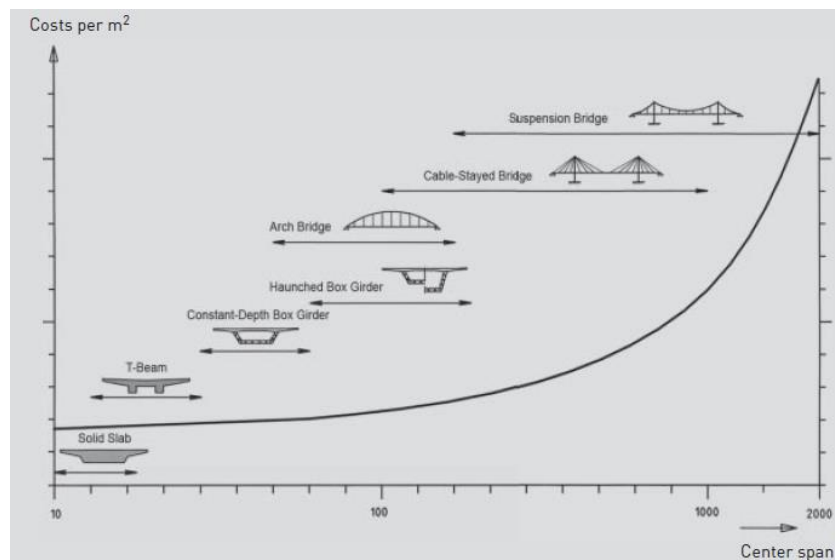 Costs per m²
Suspension Bridge
Cable-Stayed Bridge
Arch Bridge
Haunched Box Girder
Constant-Depth Box Girder
T-Beam
Solid Slab
10
100
1000
2000
Center span